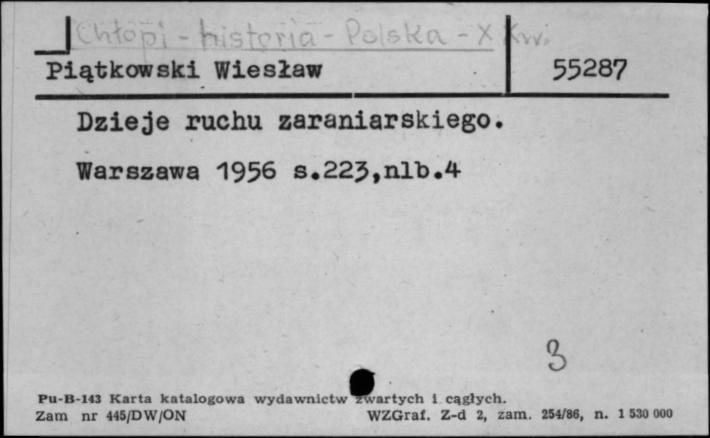 Chłopi - historia - Polska - XX w.
Piątkowski Wiesław 55287
Dzieje ruchu zaraniarskiego.
Warszawa 1956 s.223,nlb.4
3
Pu-B-143 Karta katalogowa wydawnictw zwartych i cągłych.
Zam nr 445/DW/ON WZGraf. Z-d 2, zam. 254/86, n. 1 530 000